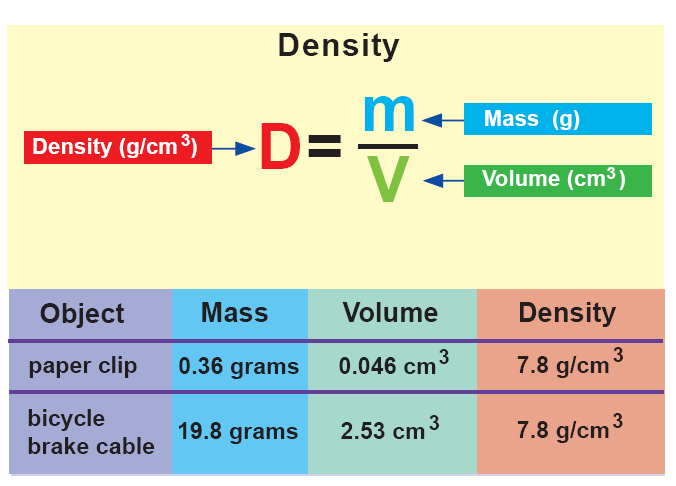 Density
Density (g/cm³)
D = m
V
Mass (g)
Volume (cm³)
Object Mass Volume Density
paper clip 0.36 grams 0.046 cm³ 7.8 g/cm³
bicycle
brake cable 19.8 grams 2.53 cm³ 7.8 g/cm³